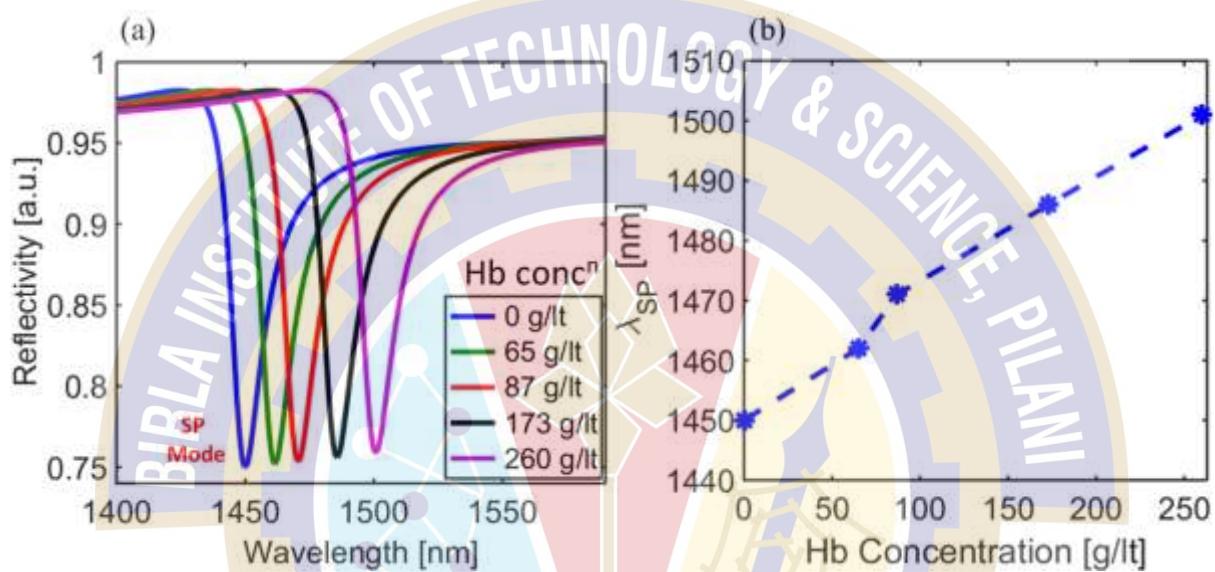 (a)
1
0.95
0.9
0.85
0.8
0.75
Reflectivity [a.u.]
1400
1450
1500
1550
Wavelength [nm]
SP
Mode
Hb concⁿ
0 g/lt
65 g/lt
87 g/lt
173 g/lt
260 g/lt
(b)
1510
1500
1490
1480
1470
1460
1450
1440
λSP [nm]
0
50
100
150
200
250
Hb Concentration [g/lt]
BIRLA INSTITUTE OF TECHNOLOGY & SCIENCE, PILANI